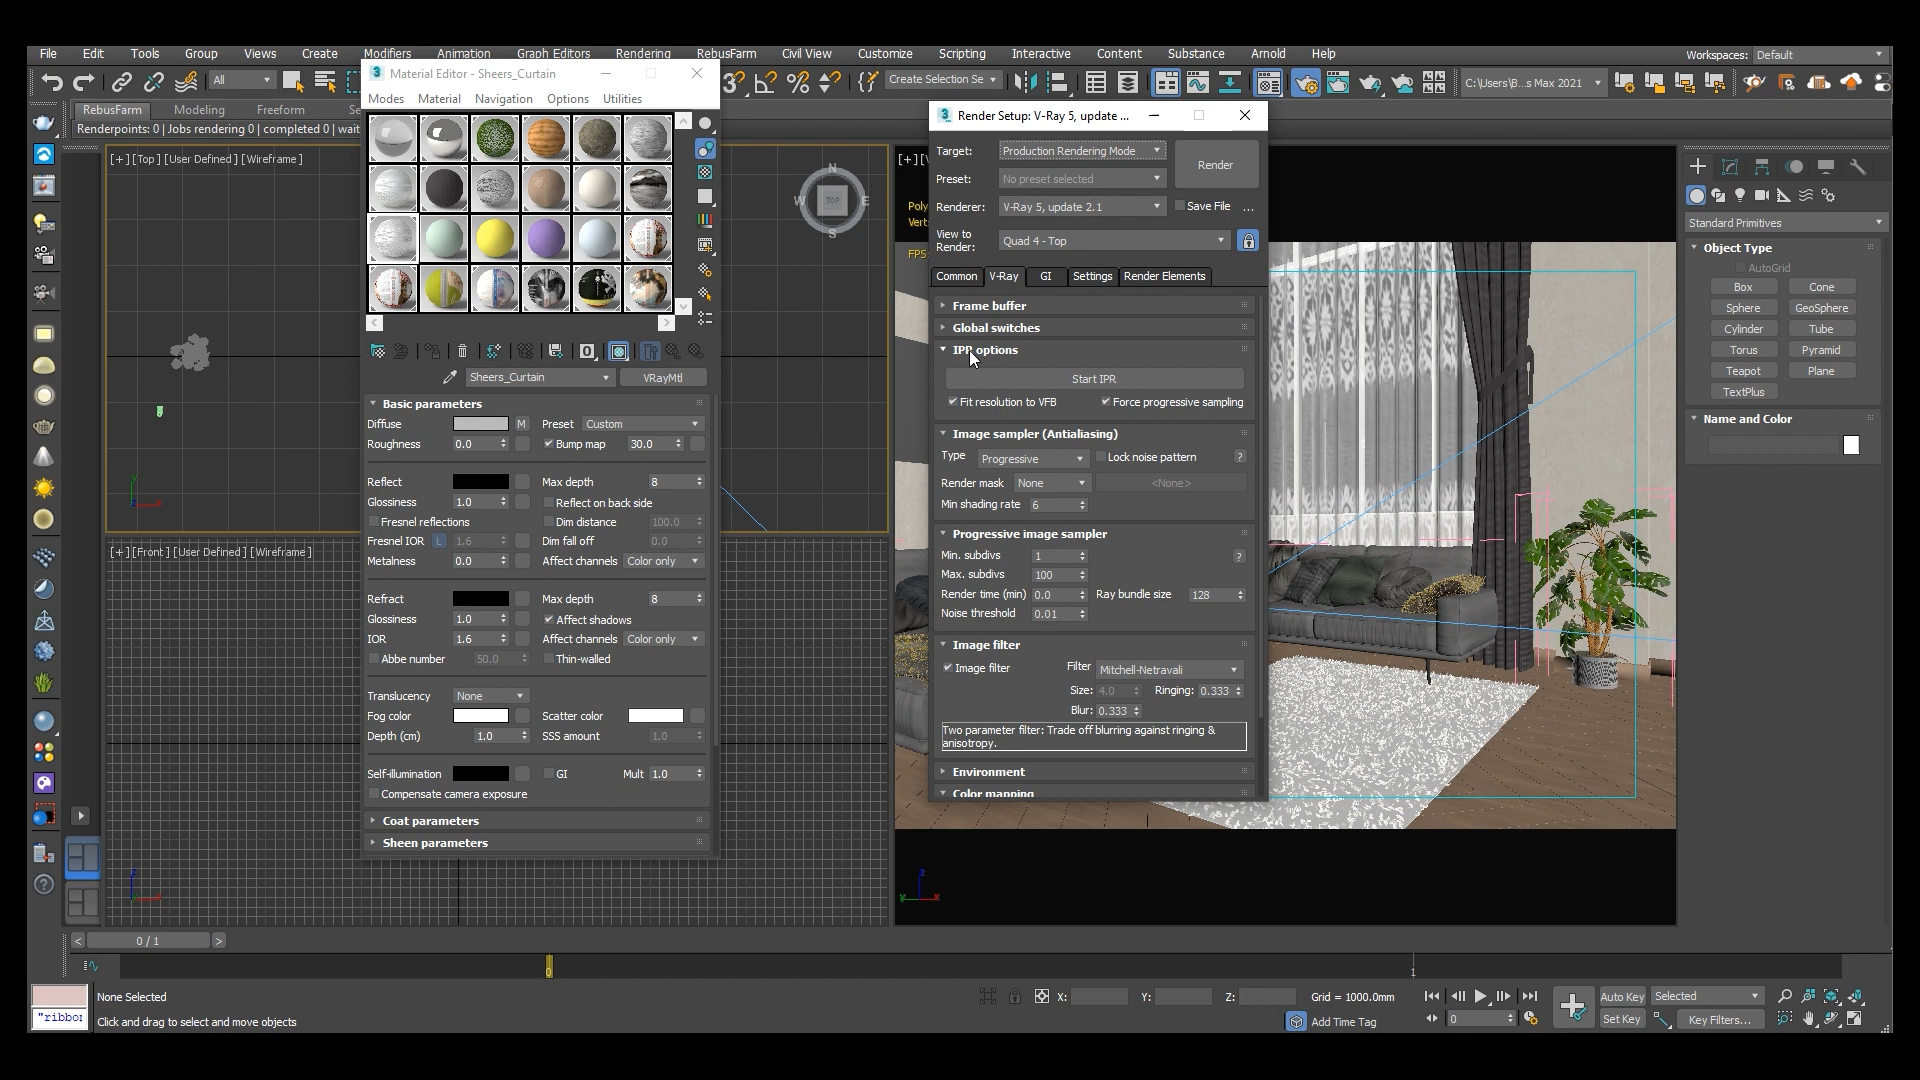 File Edit Tools Group Views Create Modifiers Animation Graph Editors Rendering RebusFarm Civil View Customize Scripting Interactive Content Substance Arnold Help
Workspaces: Default
All
Create Selection Se
C:\Users\B...s Max 2021
RebusFarm Modeling Freeform
Renderpoints: 0 | Jobs rendering 0 | completed 0 | wait
[+] [Top ] [User Defined ] [Wireframe ]
N
W TOP E
S
[+] [Front ] [User Defined ] [Wireframe ]
Material Editor - Sheers_Curtain
Modes Material Navigation Options Utilities
Sheers_Curtain VRayMtl
Basic parameters
Diffuse M Preset Custom
Roughness 0.0 Bump map 30.0
Reflect Max depth 8
Glossiness 1.0 Reflect on back side
Fresnel reflections Dim distance 100.0
Fresnel IOR L 1.6 Dim fall off 0.0
Metalness 0.0 Affect channels Color only
Refract Max depth 8
Glossiness 1.0 Affect shadows
IOR 1.6 Affect channels Color only
Abbe number 50.0 Thin-walled
Translucency None
Fog color Scatter color
Depth (cm) 1.0 SSS amount 1.0
Self-illumination GI Mult 1.0
Compensate camera exposure
Coat parameters
Sheen parameters
Render Setup: V-Ray 5, update ...
Target: Production Rendering Mode
Render
Preset: No preset selected
Renderer: V-Ray 5, update 2.1 Save File ...
View to
Render: Quad 4 - Top
Common V-Ray GI Settings Render Elements
Frame buffer
Global switches
IPR options
Start IPR
Fit resolution to VFB Force progressive sampling
Image sampler (Antialiasing)
Type Progressive Lock noise pattern ?
Render mask None <None>
Min shading rate 6
Progressive image sampler
Min. subdivs 1 ?
Max. subdivs 100
Render time (min) 0.0 Ray bundle size 128
Noise threshold 0.01
Image filter
Image filter Filter Mitchell-Netravali
Size: 4.0 Ringing: 0.333
Blur: 0.333
Two parameter filter: Trade off blurring against ringing &
anisotropy.
Environment
Color mapping
Standard Primitives
Object Type
AutoGrid
Box Cone
Sphere GeoSphere
Cylinder Tube
Torus Pyramid
Teapot Plane
TextPlus
Name and Color
0 / 1
0 1
None Selected
X: Y: Z: Grid = 1000.0mm
Auto Key Selected
"ribbo
Click and drag to select and move objects
Add Time Tag
0
Set Key Key Filters...